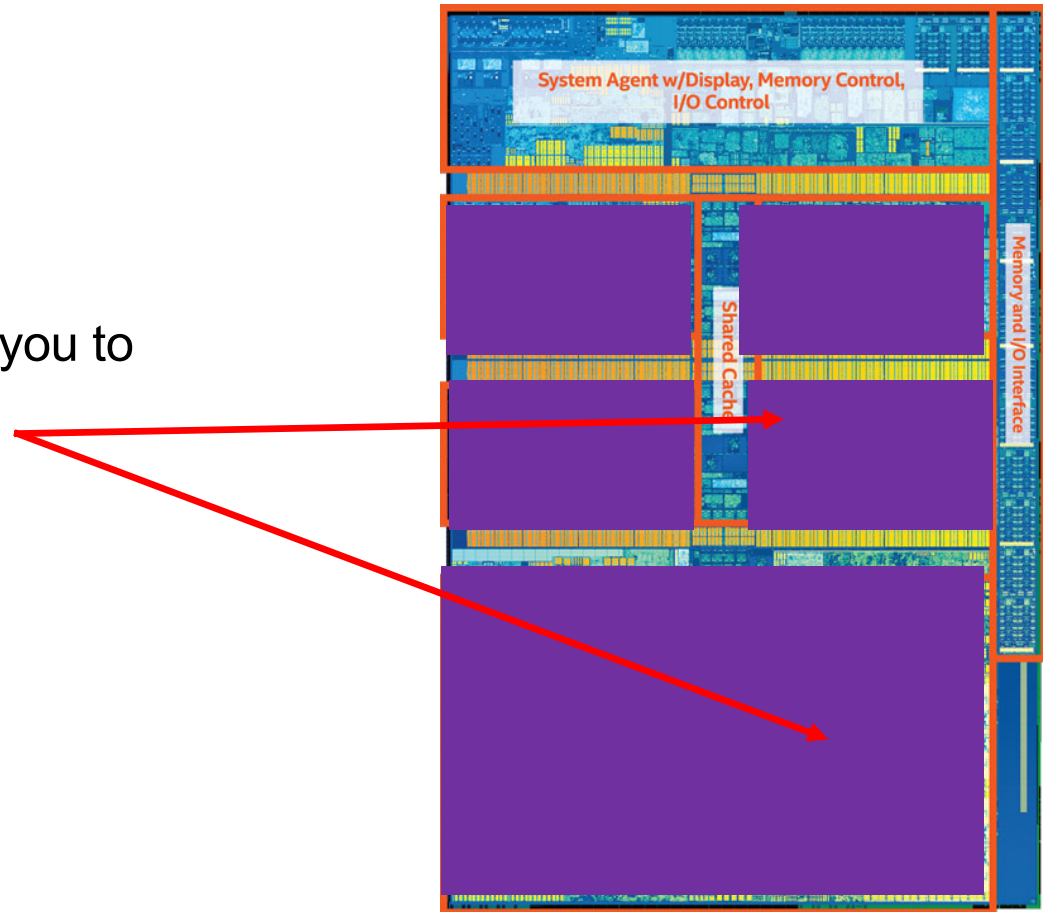 System Agent w/Display, Memory Control,
I/O Control
you to
Shared Cache
Memory and I/O Interface